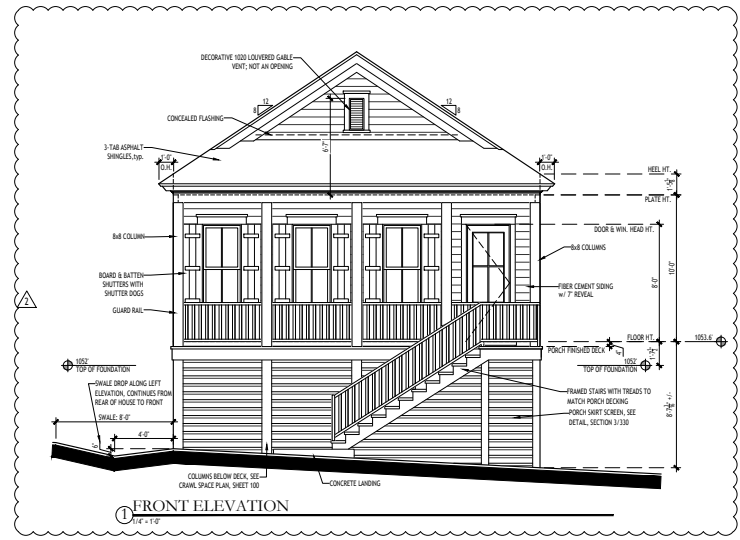 DECORATIVE 1020 LOUVERED GABLE
VENT; NOT AN OPENING
12
8
12
8
CONCEALED FLASHING
3-TAB ASPHALT
SHINGLES, typ.
6'-7"
1'-0"
O.H.
1'-0"
O.H.
HEEL HT.
PLATE HT.
DOOR & WIN. HEAD HT.
8x8 COLUMN
8x8 COLUMNS
BOARD & BATTEN
SHUTTERS WITH
SHUTTER DOGS
FIBER CEMENT SIDING
w/ 7" REVEAL
8'-0"
10'-0"
2
GUARD RAIL
FLOOR HT.
1053.6'
PORCH FINISHED DECK
4"
1052'
TOP OF FOUNDATION
1052'
TOP OF FOUNDATION
SWALE DROP ALONG LEFT
ELEVATION, CONTINUES FROM
REAR OF HOUSE TO FRONT
FRAMED STAIRS WITH TREADS TO
MATCH PORCH DECKING
PORCH SKIRT SCREEN, SEE
DETAIL, SECTION 3/330
SWALE: 8'-0"
4'-0"
6"
COLUMNS BELOW DECK, SEE
CRAWL SPACE PLAN, SHEET 100
CONCRETE LANDING
1
FRONT ELEVATION
1/4" = 1'-0"